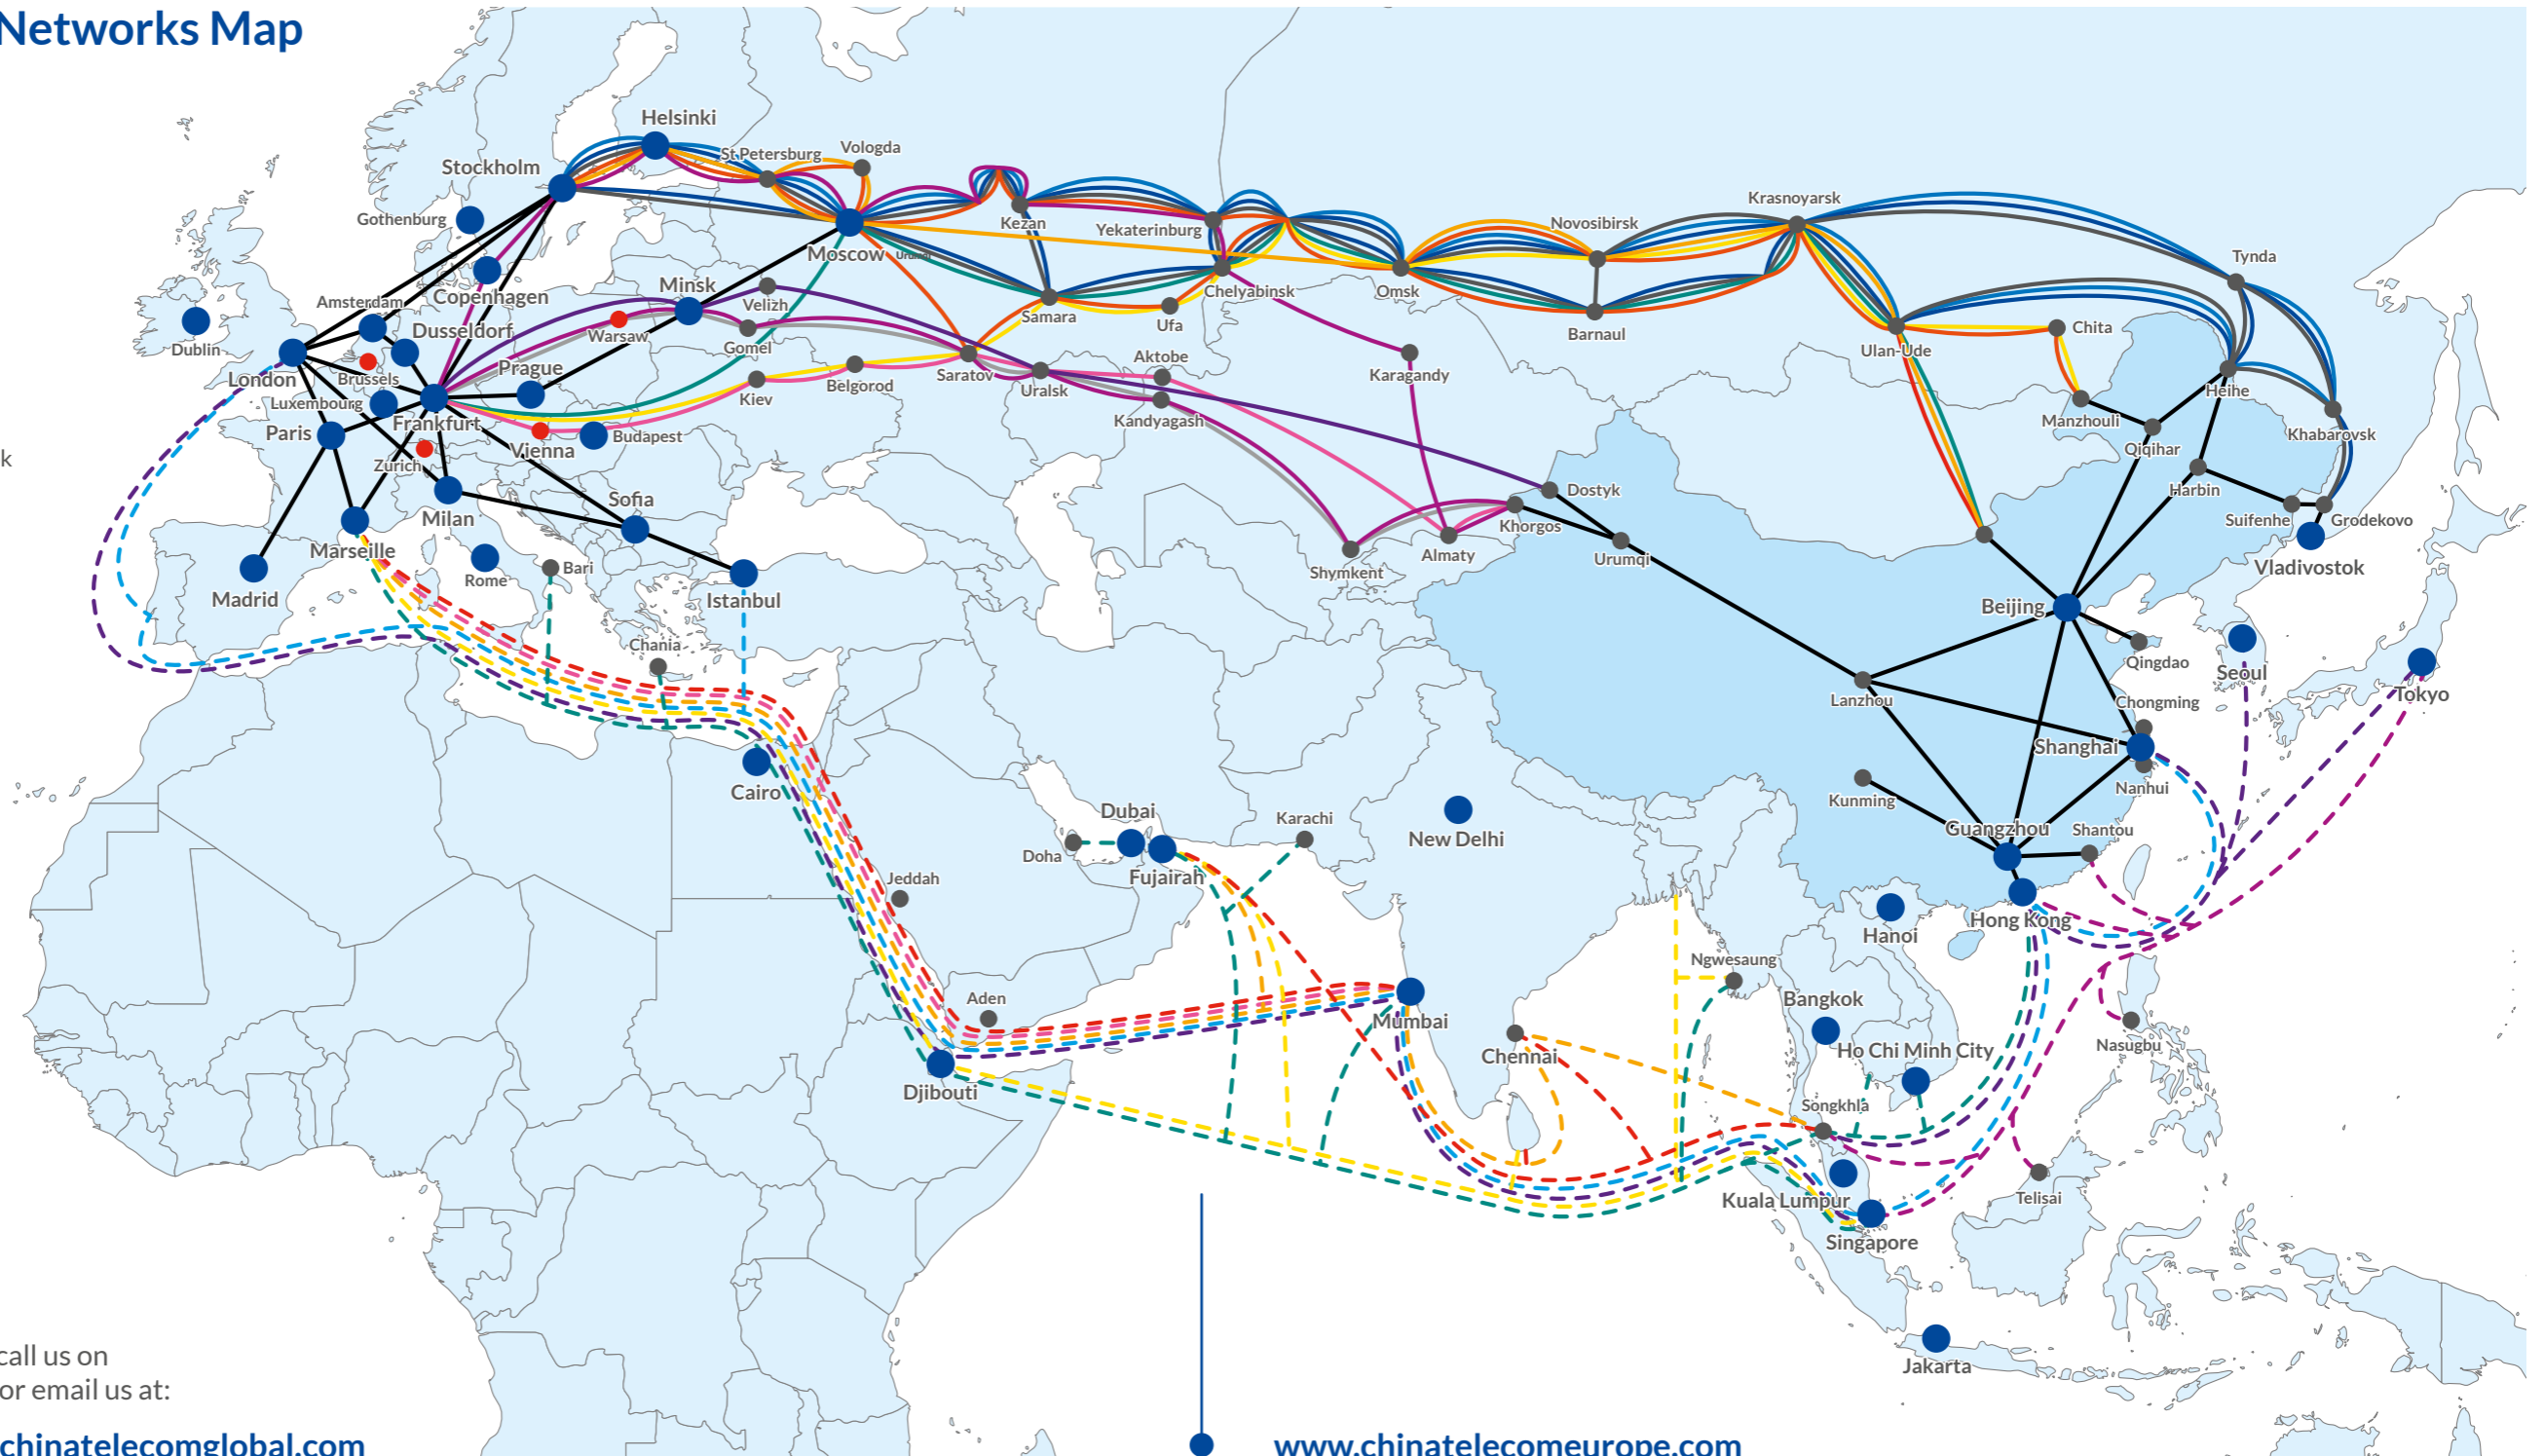 Networks Map
Helsinki
St Petersburg
Vologda
Stockholm
Gothenburg
Kezan
Yekaterinburg
Novosibirsk
Krasnoyarsk
Moscow
Tynda
Copenhagen
Minsk
Velizh
Chelyabinsk
Omsk
Amsterdam
Dusseldorf
Warsaw
Gomel
Samara
Ufa
Barnaul
Chita
Ulan-Ude
Dublin
London
Brussels
Prague
Kiev
Belgorod
Saratov
Uralsk
Aktobe
Karagandy
Heihe
Luxembourg
Frankfurt
Kandyagash
Manzhouli
Khabarovsk
Paris
Budapest
Qiqihar
k
Zurich
Vienna
Dostyk
Harbin
Sofia
Milan
Khorgos
Suifenhe
Grodekovo
Marseille
Almaty
Urumqi
Vladivostok
Rome
Bari
Shymkent
Madrid
Istanbul
Beijing
Chania
Qingdao
Seoul
Tokyo
Lanzhou
Chongming
Shanghai
Nanhui
Cairo
Kunming
Dubai
Karachi
New Delhi
Guangzhou
Shantou
Doha
Fujairah
Jeddah
Hong Kong
Hanoi
Ngwesaung
Aden
Bangkok
Mumbai
Chennai
Ho Chi Minh City
Nasugbu
Djibouti
Songkhla
Kuala Lumpur
Telisai
Singapore
Jakarta
call us on
or email us at:
chinatelecomglobal.com
www.chinatelecomeurope.com